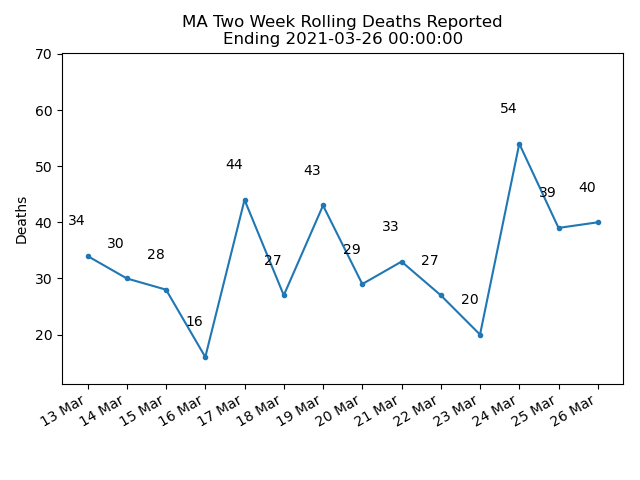 MA Two Week Rolling Deaths Reported
Ending 2021-03-26 00:00:00
70
60
50
40
30
20
Deaths
34
30
28
16
44
27
43
29
33
27
20
54
39
40
13 Mar
14 Mar
15 Mar
16 Mar
17 Mar
18 Mar
19 Mar
20 Mar
21 Mar
22 Mar
23 Mar
24 Mar
25 Mar
26 Mar